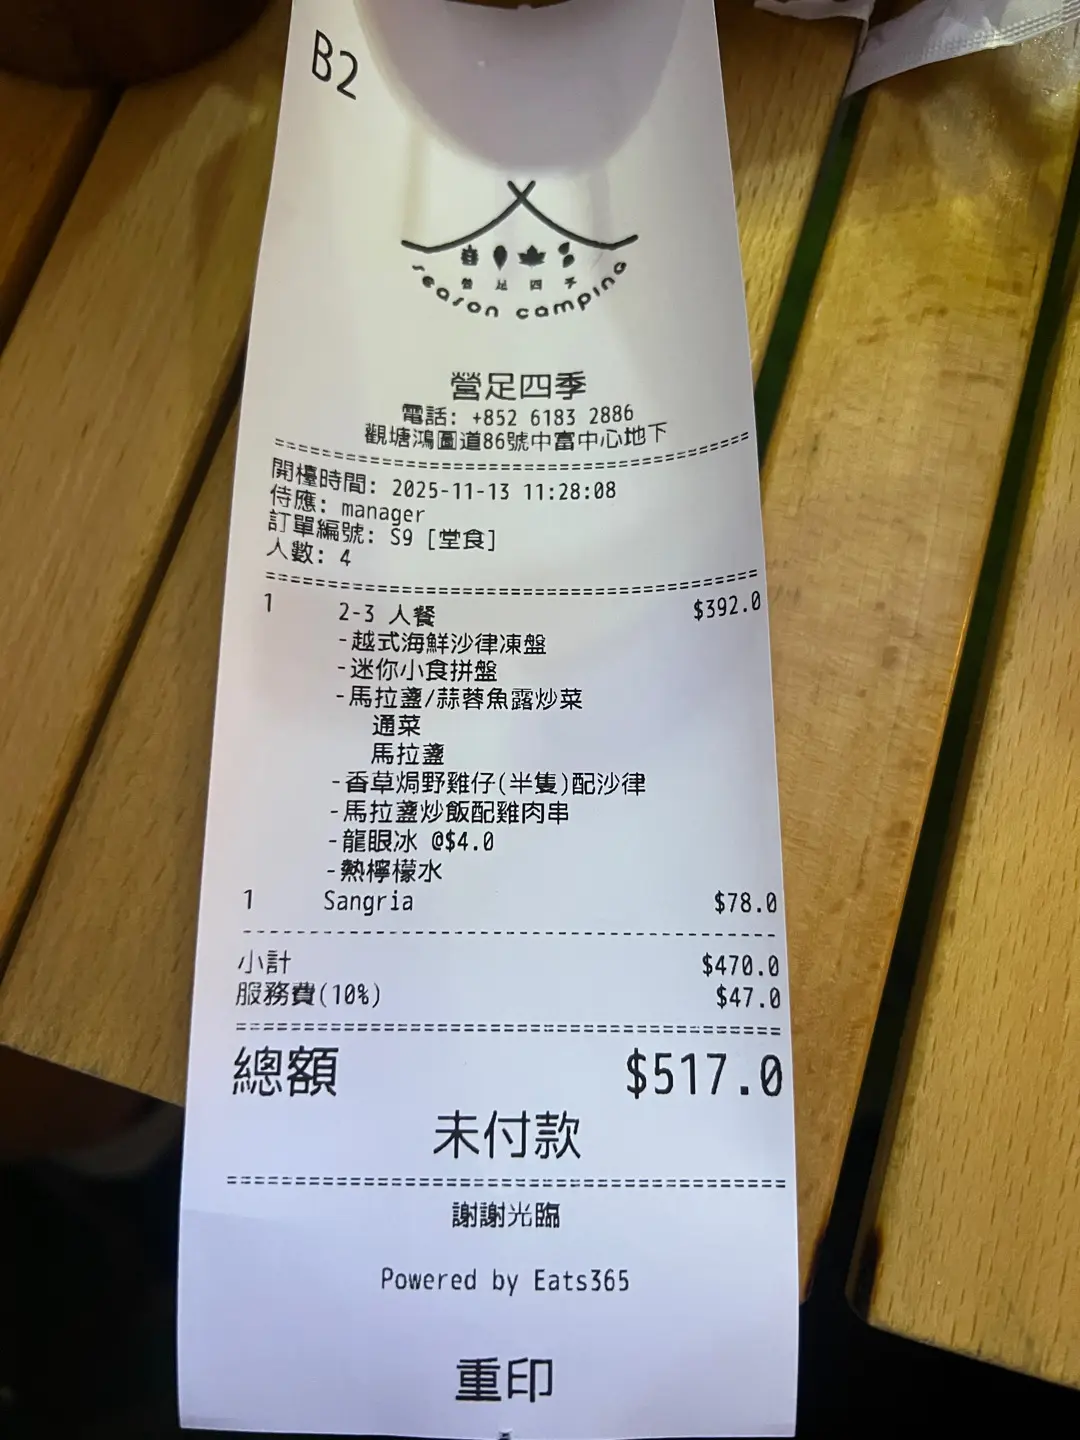 B2
營足四季
season camping
營足四季
電話: +852 6183 2886
觀塘鴻圖道86號中富中心地下
開檯時間: 2025-11-13 11:28:08
侍應: manager
訂單編號: S9 [堂食]
人數: 4
1 2-3 人餐 $392.0
-越式海鮮沙律凍盤
-迷你小食拼盤
-馬拉盞/蒜蓉魚露炒菜
通菜
馬拉盞
-香草焗野雞仔(半隻)配沙律
-馬拉盞炒飯配雞肉串
-龍眼冰 @$4.0
-熱檸檬水
1 Sangria $78.0
小計 $470.0
服務費(10%) $47.0
總額 $517.0
未付款
謝謝光臨
Powered by Eats365
重印